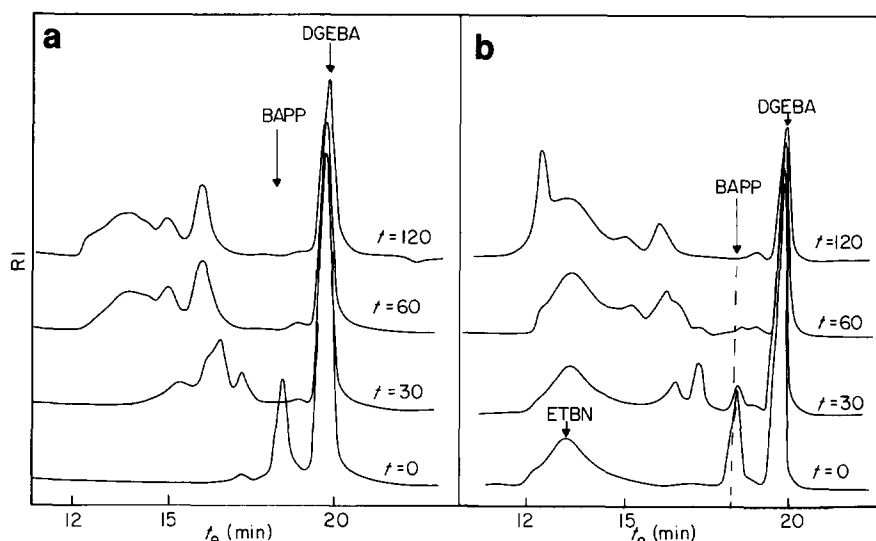 a
DGEBA
BAPP
t=120
t=60
t=30
t=0
RI
12
15
20
te (min)
b
DGEBA
BAPP
t=120
t=60
t=30
ETBN
t=0
12
15
20
te (min)